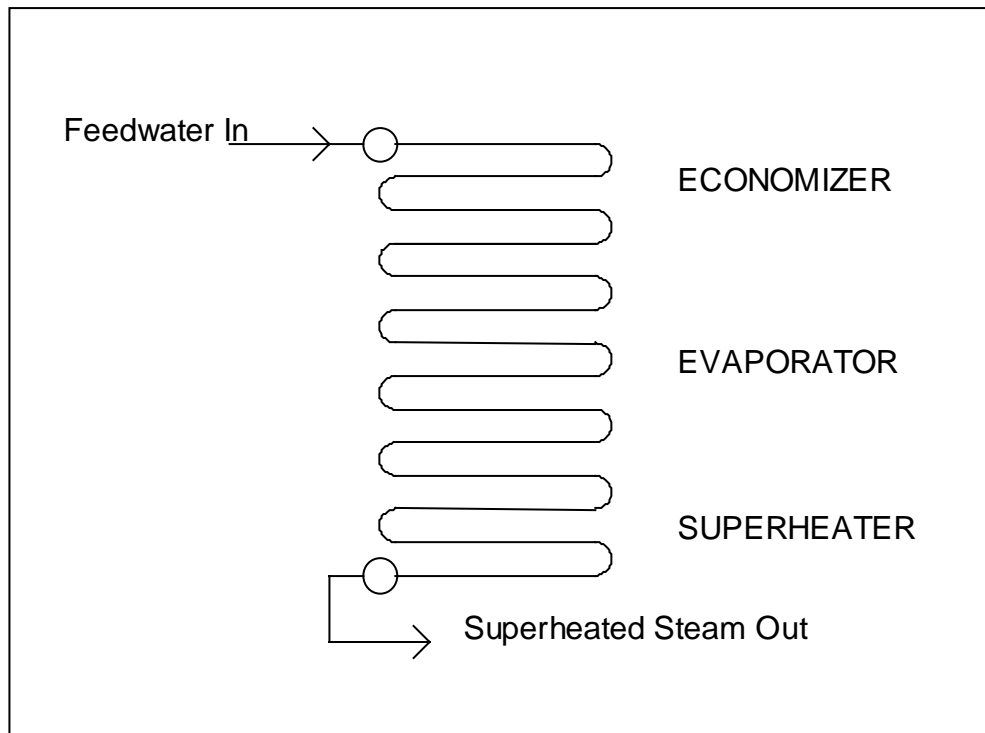 Feedwater In
ECONOMIZER
EVAPORATOR
SUPERHEATER
Superheated Steam Out